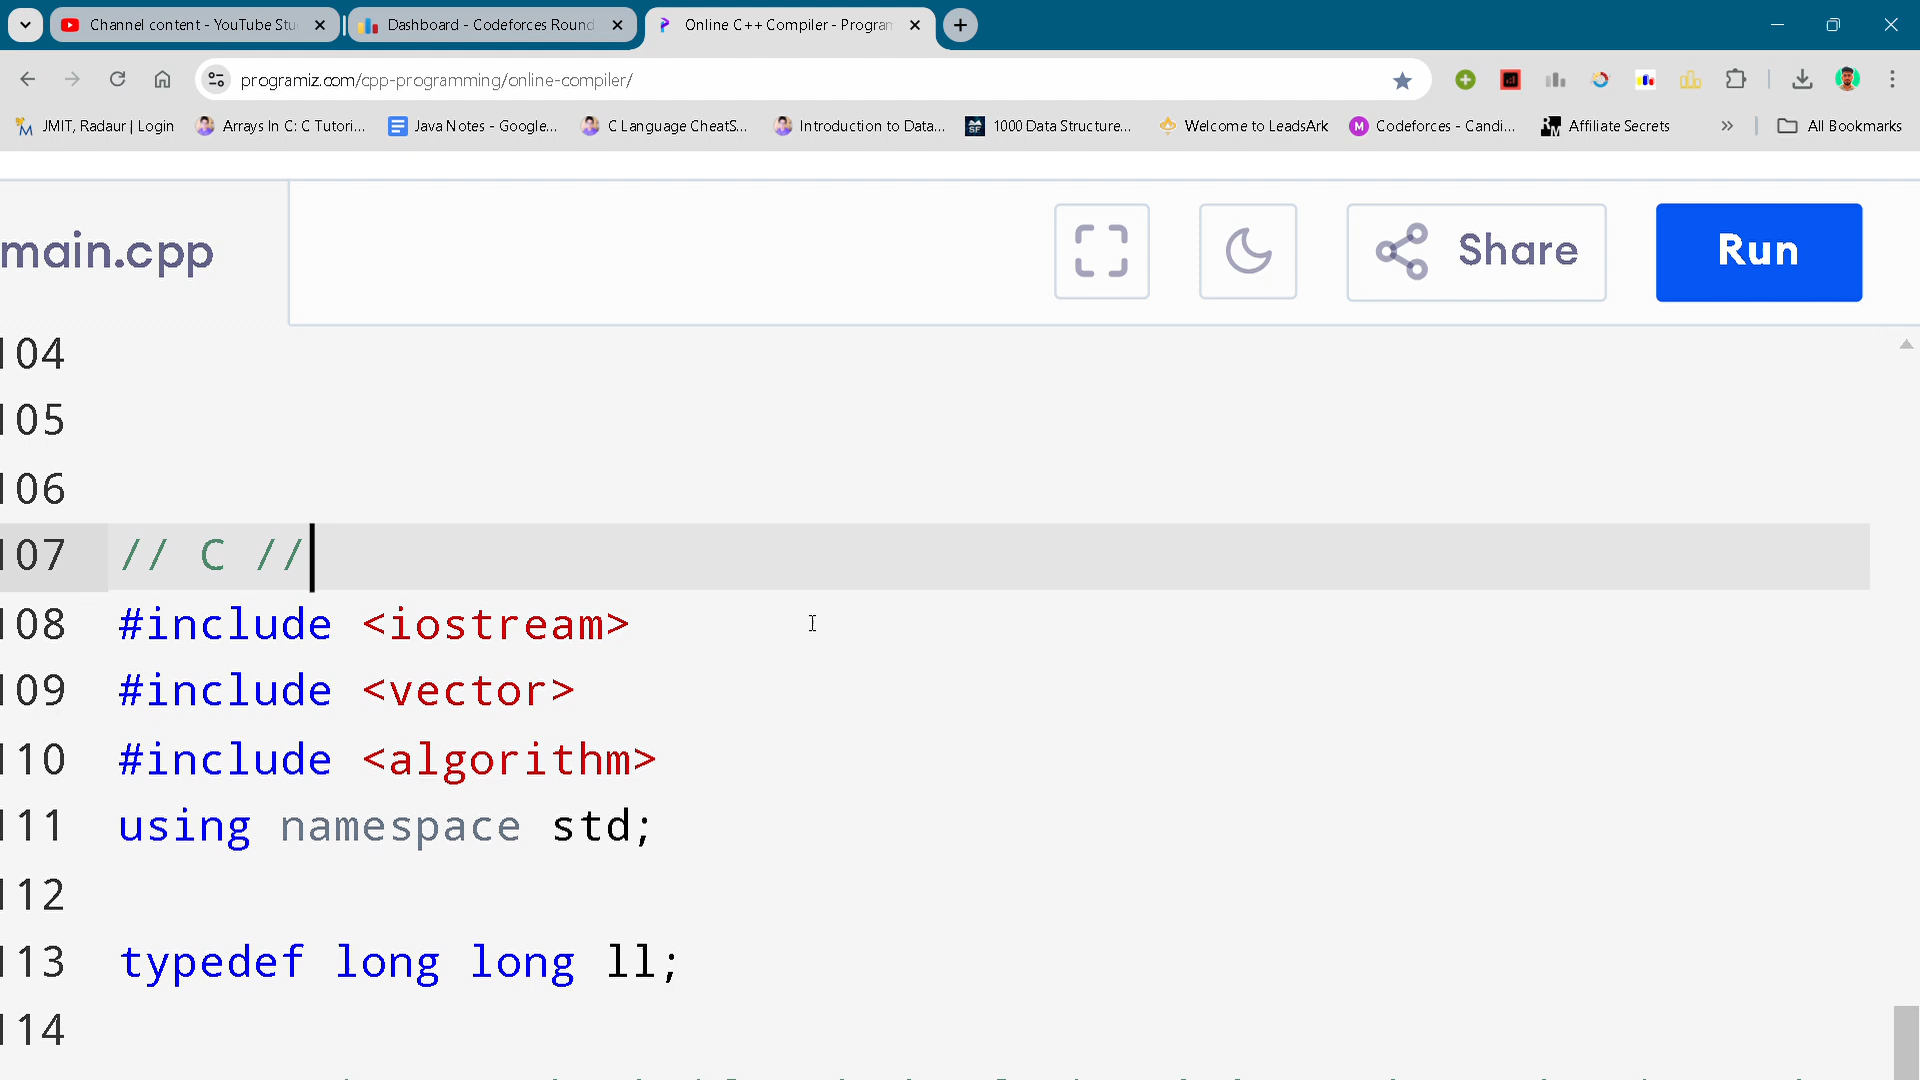 Channel content - YouTube Stu
Dashboard - Codeforces Round
Online C++ Compiler - Program
programiz.com/cpp-programming/online-compiler/
JMIT, Radaur | Login
Arrays In C: C Tutori...
Java Notes - Google...
C Language CheatS...
Introduction to Data...
1000 Data Structure...
Welcome to LeadsArk
Codeforces - Candi...
Affiliate Secrets
All Bookmarks
main.cpp
Share
Run
104
105
106
107 // C //
108 #include <iostream>
109 #include <vector>
110 #include <algorithm>
111 using namespace std;
112
113 typedef long long ll;
114